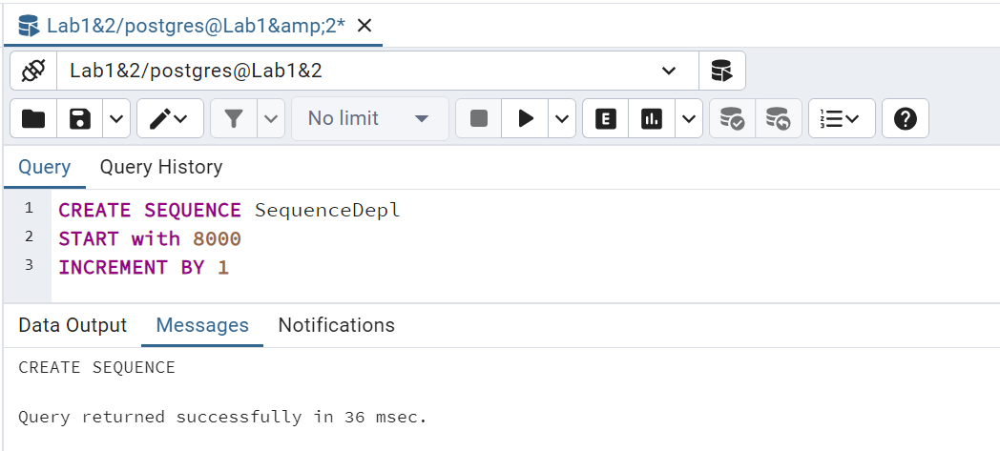 Lab1&2/postgres@Lab1&amp;2*
Lab1&2/postgres@Lab1&2
No limit
E
Query Query History
1 CREATE SEQUENCE SequenceDepl
2 START with 8000
3 INCREMENT BY 1
Data Output Messages Notifications
CREATE SEQUENCE
Query returned successfully in 36 msec.